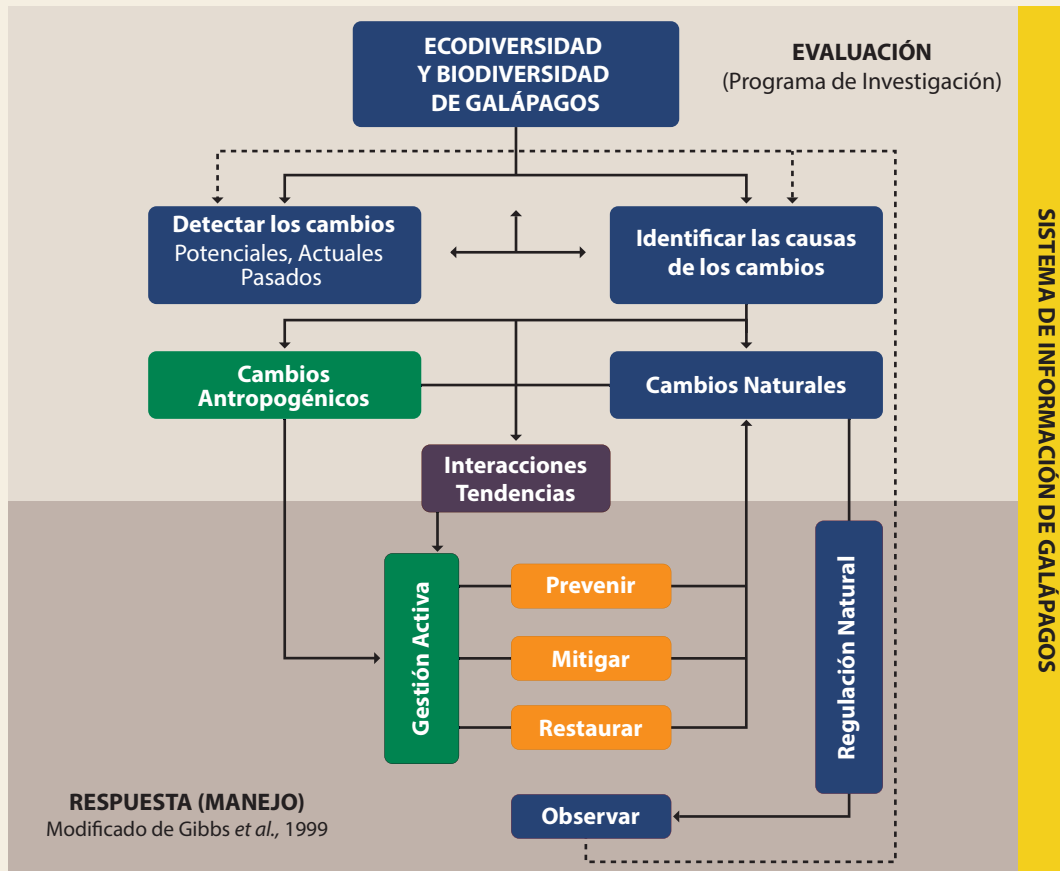 ECODIVERSIDAD
Y BIODIVERSIDAD
DE GALÁPAGOS
EVALUACIÓN
(Programa de Investigación)
Detectar los cambios
Potenciales, Actuales
Pasados
Identificar las causas
de los cambios
Cambios
Antropogénicos
Cambios Naturales
Interacciones
Tendencias
Gestión Activa
Prevenir
Mitigar
Restaurar
Regulación Natural
Observar
RESPUESTA (MANEJO)
Modificado de Gibbs et al., 1999
SISTEMA DE INFORMACIÓN DE GALÁPAGOS